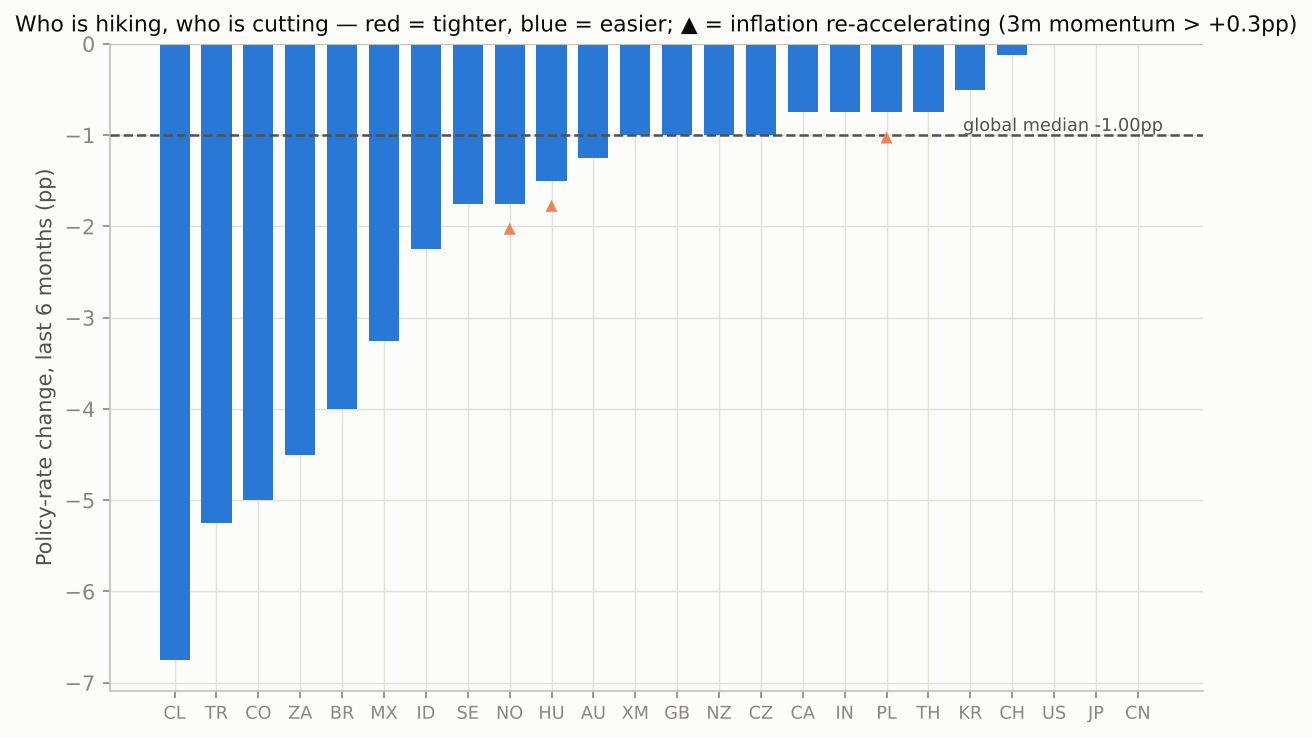 Who is hiking, who is cutting — red = tighter, blue = easier; ▲ = inflation re-accelerating (3m momentum > +0.3pp)
Policy-rate change, last 6 months (pp)
0
−1
−2
−3
−4
−5
−6
−7
global median -1.00pp
CL TR CO ZA BR MX ID SE NO HU AU XM GB NZ CZ CA IN PL TH KR CH US JP CN